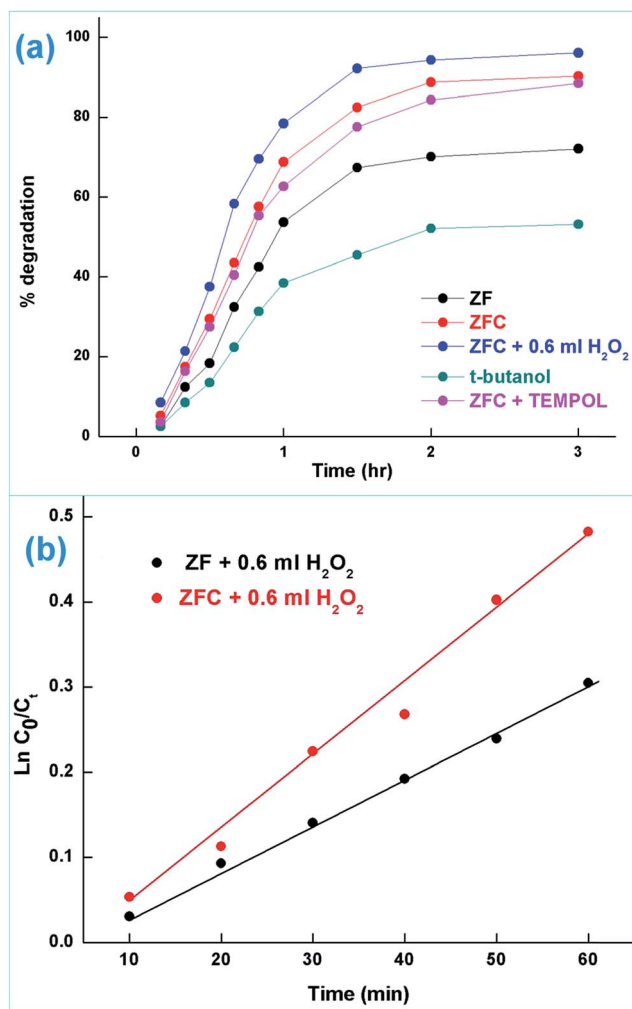 (a)
100
80
60
40
20
0
% degradation
ZF
ZFC
ZFC + 0.6 ml H₂O₂
t-butanol
ZFC + TEMPOL
0
1
2
3
Time (hr)
(b)
0.5
0.4
0.3
0.2
0.1
0.0
Ln C₀/Cₜ
ZF + 0.6 ml H₂O₂
ZFC + 0.6 ml H₂O₂
10
20
30
40
50
60
Time (min)